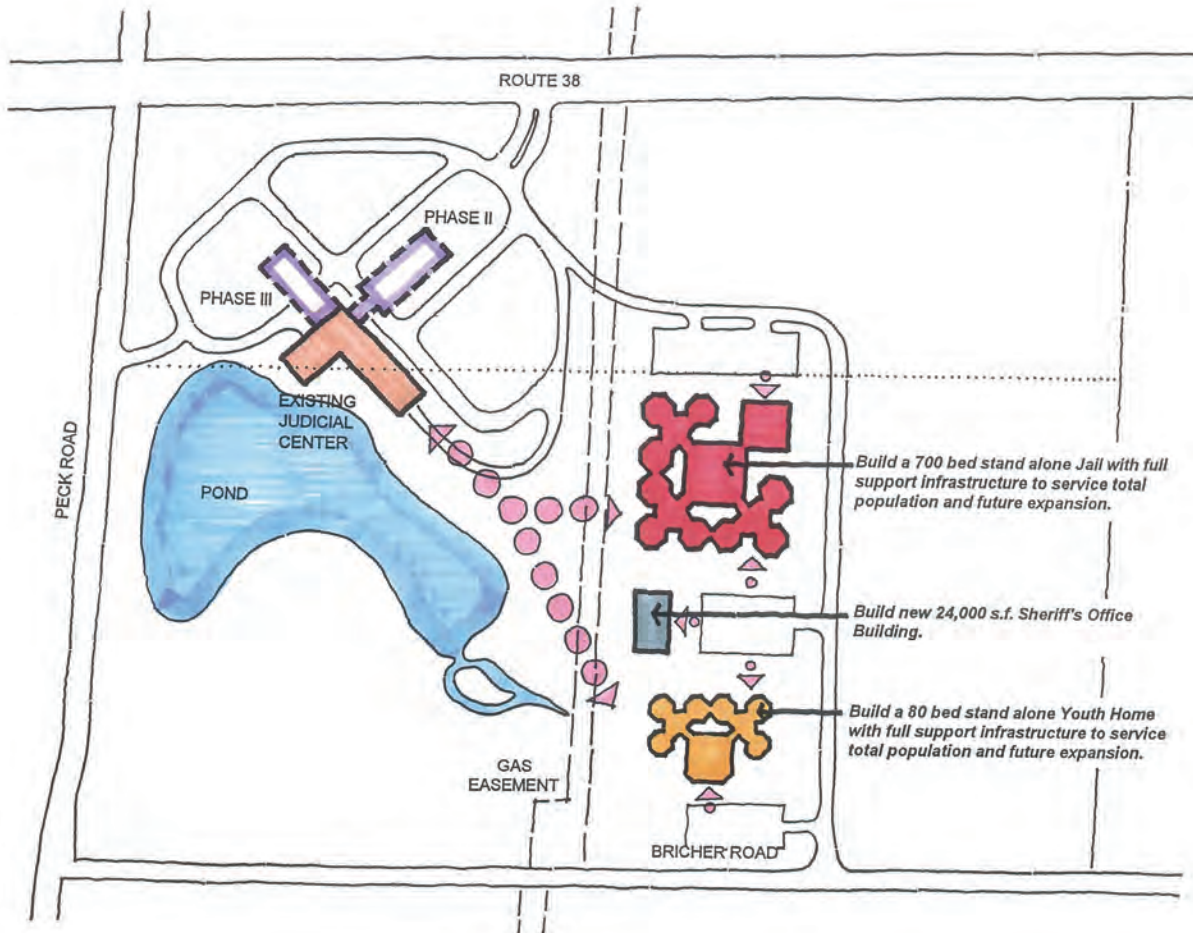 ROUTE 38
PHASE II
PHASE III
EXISTING
JUDICIAL
CENTER
PECK ROAD
POND
Build a 700 bed stand alone Jail with full
support infrastructure to service total
population and future expansion.
Build new 24,000 s.f. Sheriff's Office
Building.
Build a 80 bed stand alone Youth Home
with full support infrastructure to service
total population and future expansion.
GAS
EASEMENT
BRICHER ROAD